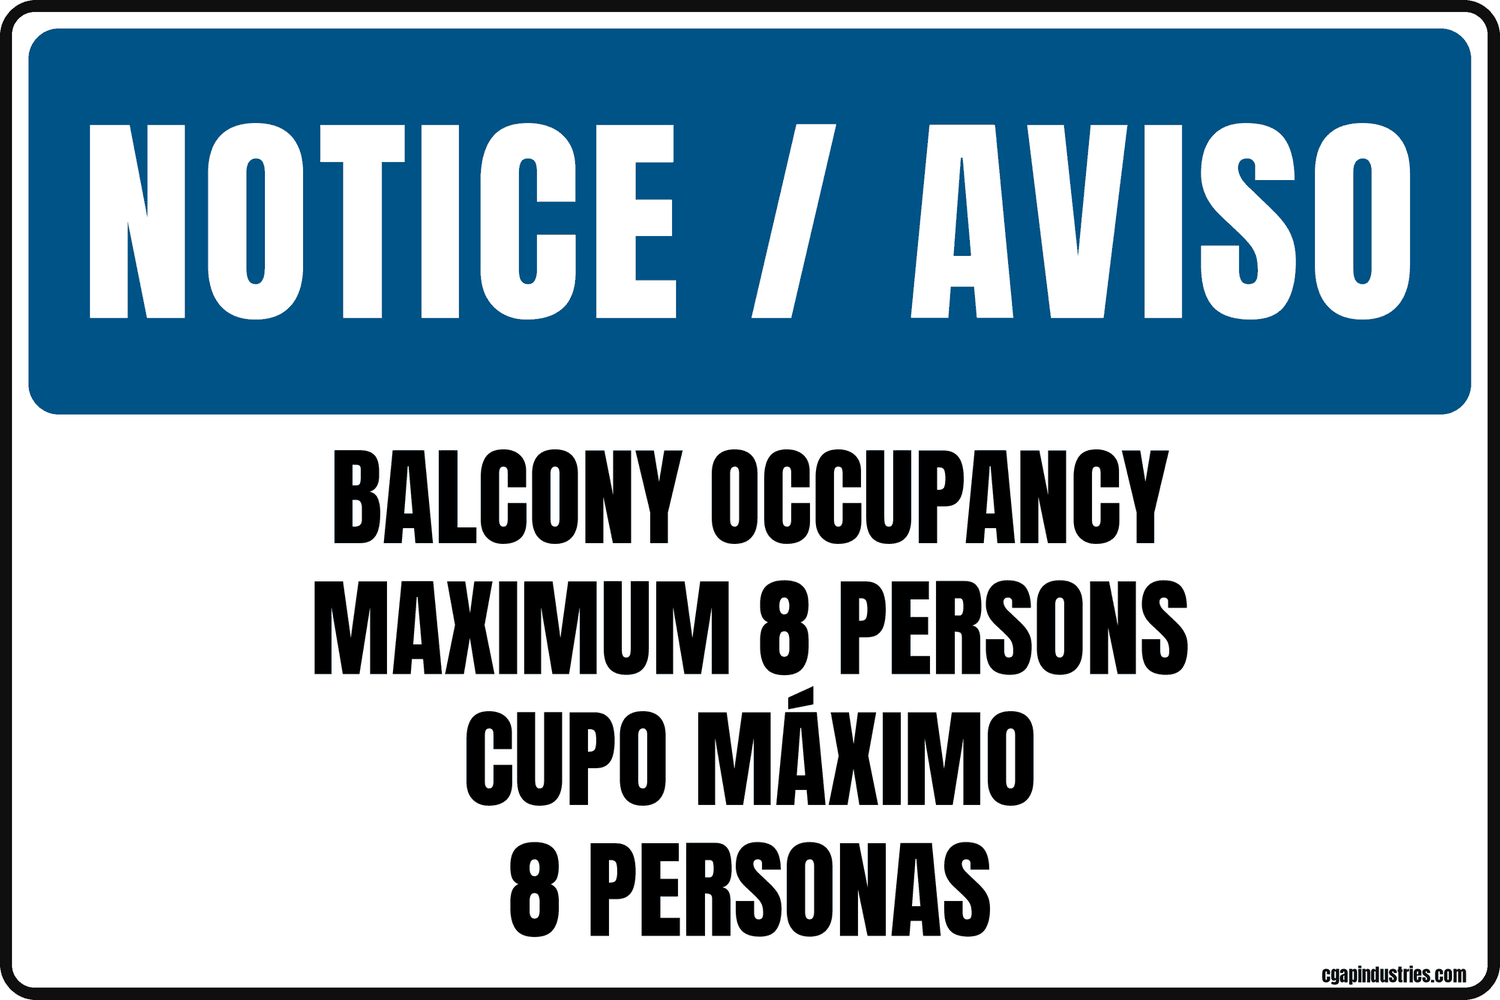 NOTICE / AVISO
BALCONY OCCUPANCY
MAXIMUM 8 PERSONS
CUPO MÁXIMO
8 PERSONAS
cgapindustries.com